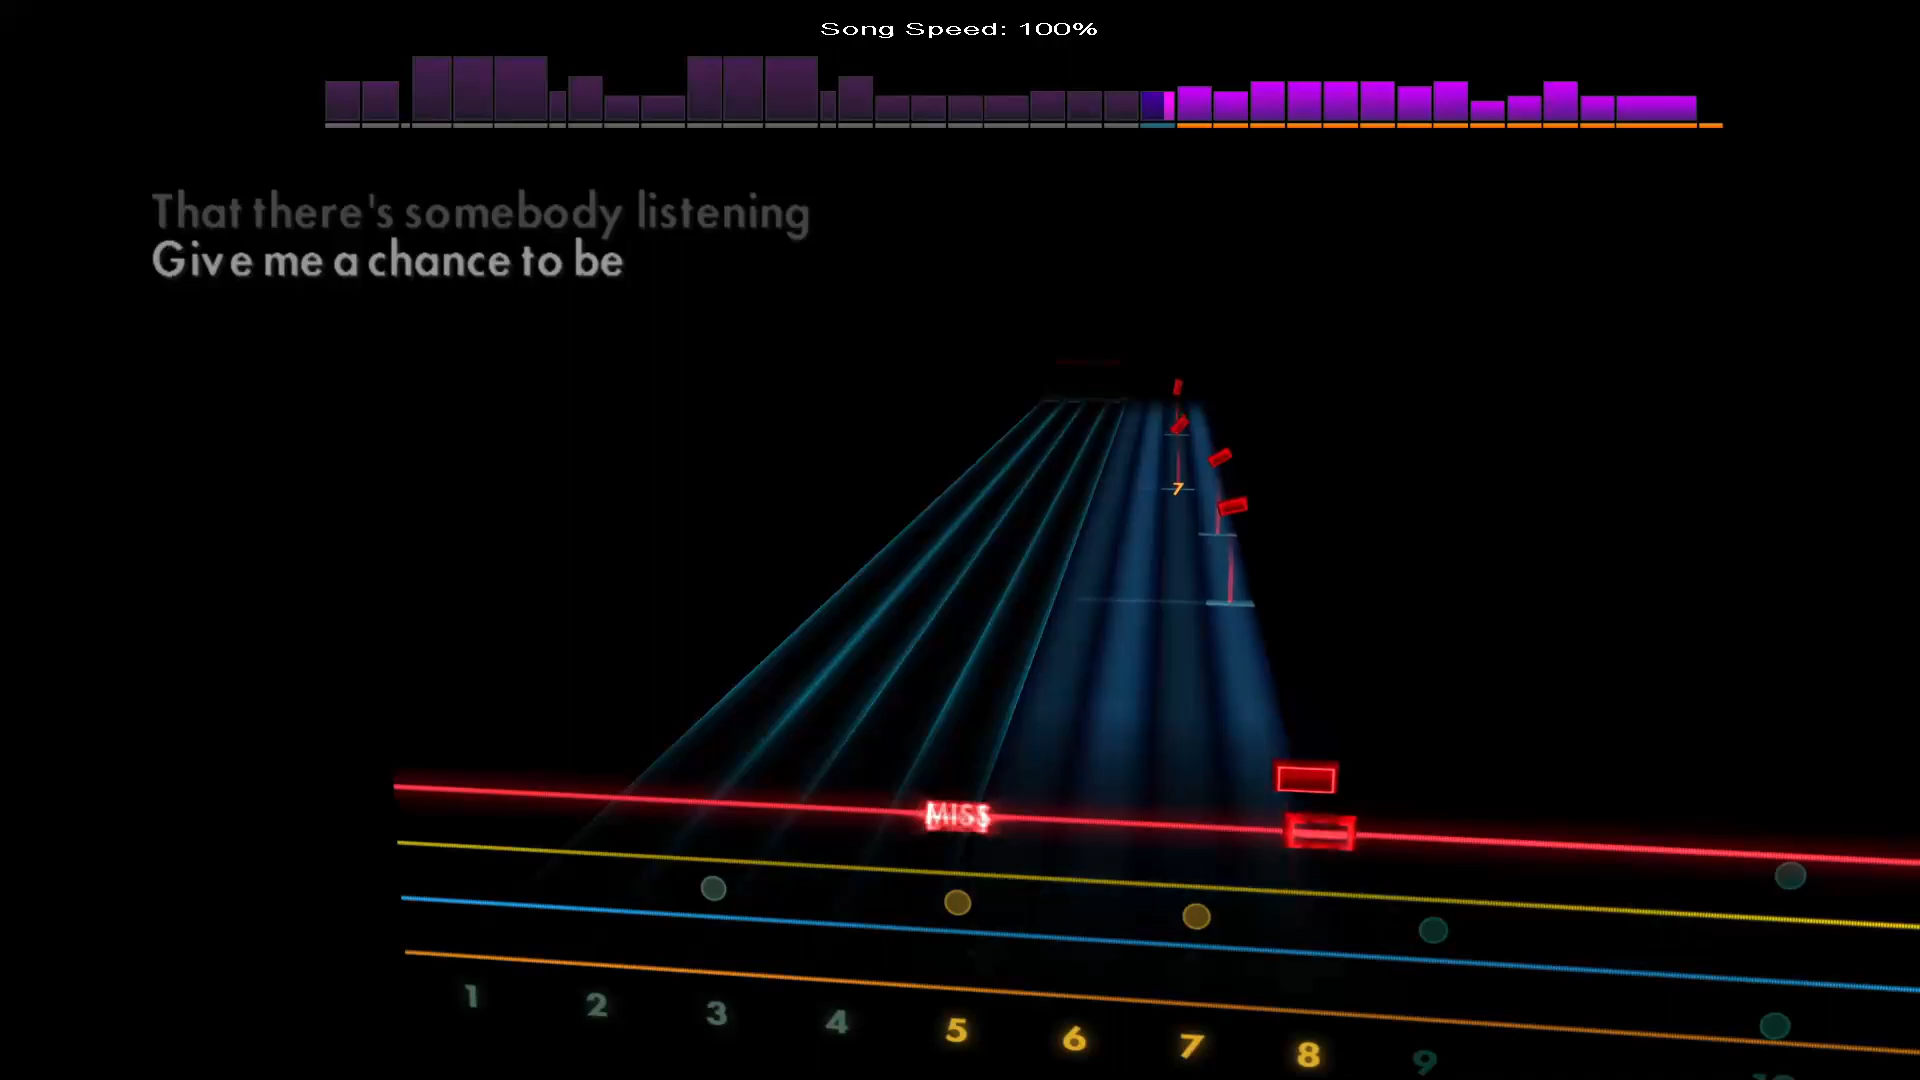 Song Speed: 100%
That there's somebody listening
Give me a chance to be
7
MISS
1 2 3 4 5 6 7 8 9